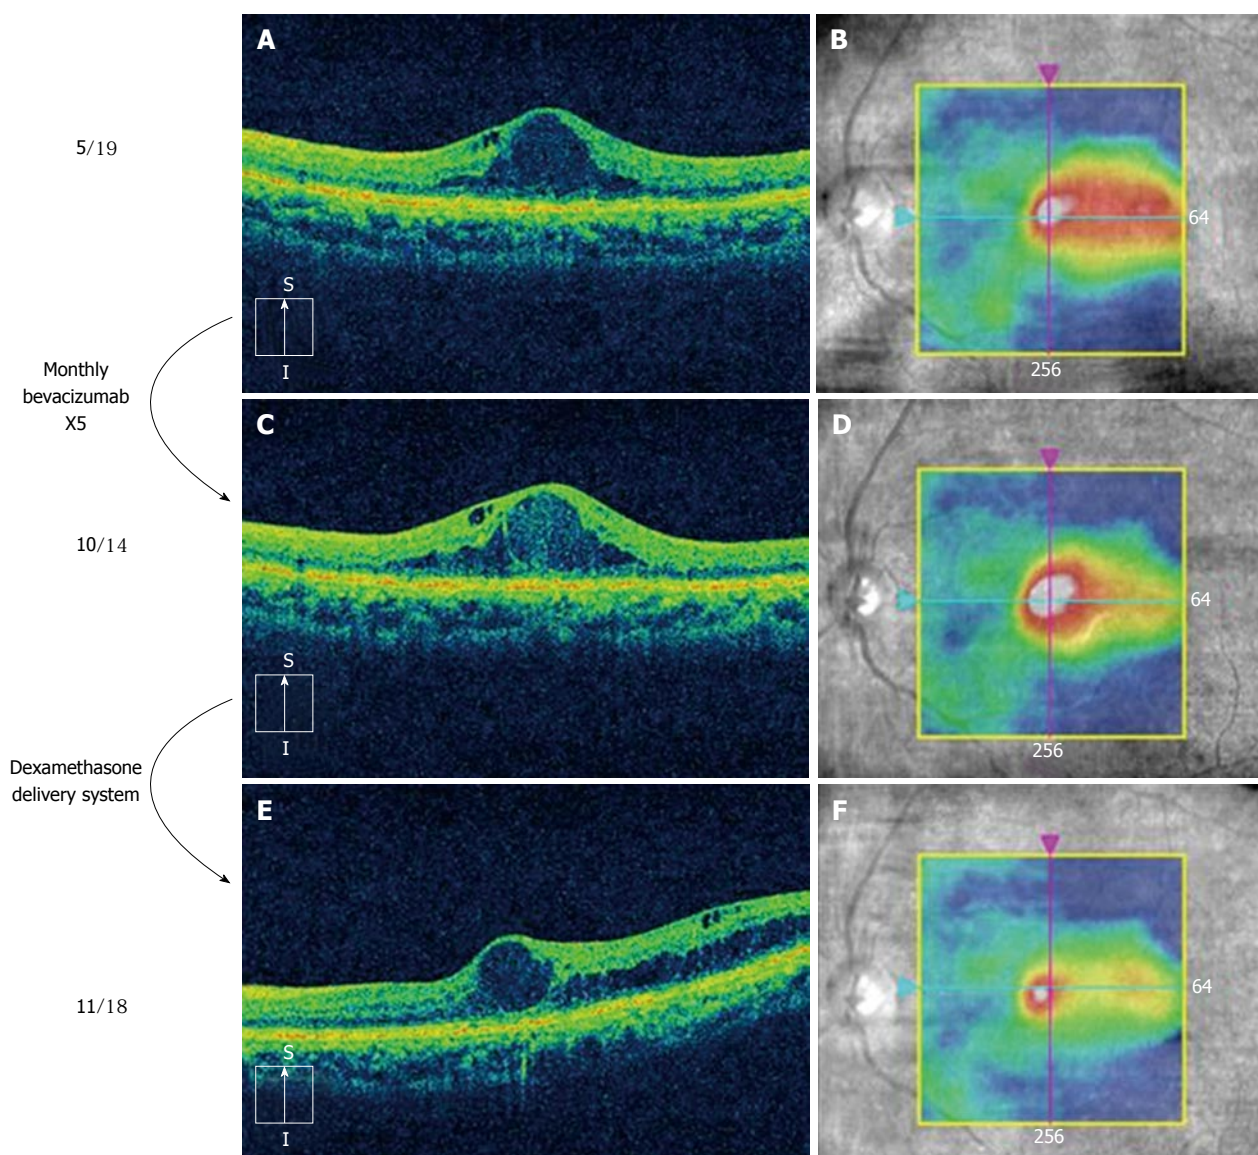 A
B
5/19
64
S
I
256
Monthly
bevacizumab
X5
C
D
10/14
64
S
I
256
Dexamethasone
delivery system
E
F
11/18
64
S
I
256